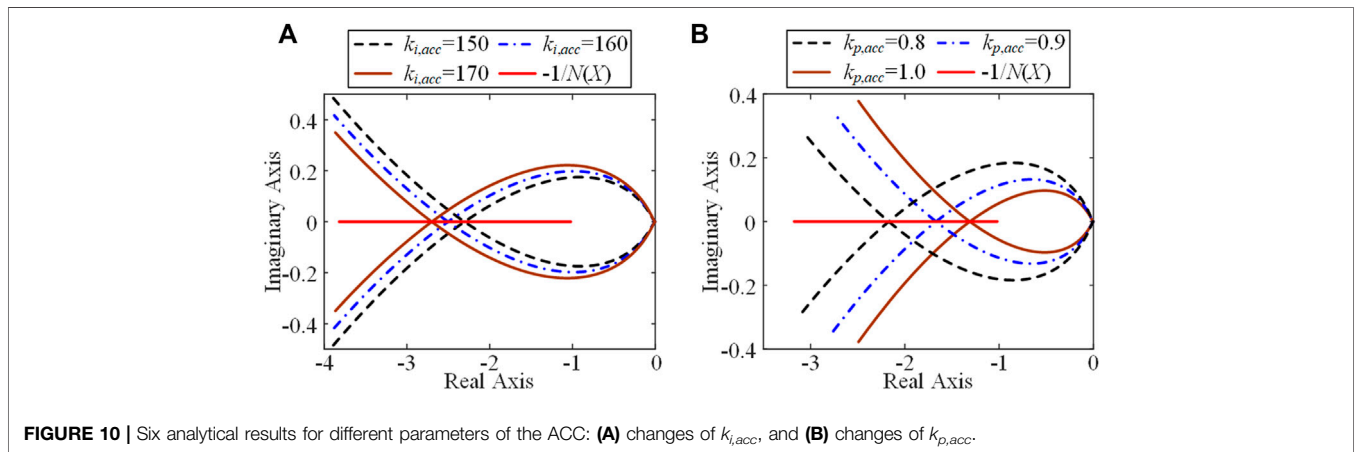 A
k_{i,acc}=150 k_{i,acc}=160
k_{i,acc}=170 -1/N(X)
Imaginary Axis
0.4
0.2
0
-0.2
-0.4
-4 -3 -2 -1 0
Real Axis
B
k_{p,acc}=0.8 k_{p,acc}=0.9
k_{p,acc}=1.0 -1/N(X)
Imaginary Axis
0.4
0.2
0
-0.2
-0.4
-3 -2 -1 0
Real Axis
FIGURE 10 | Six analytical results for different parameters of the ACC: (A) changes of k_{i,acc}, and (B) changes of k_{p,acc}.